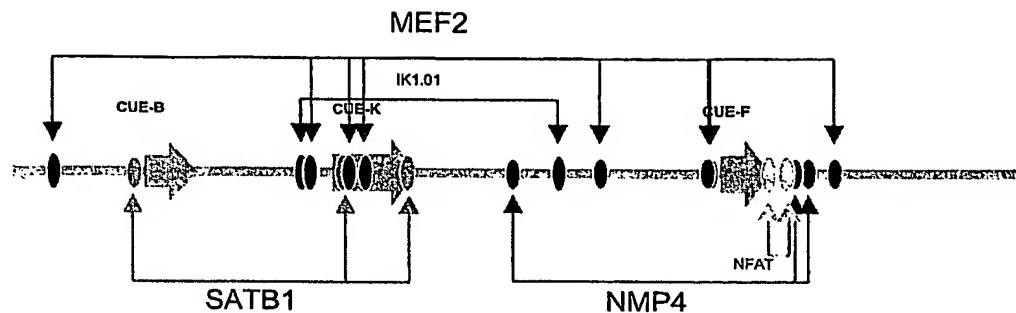 MEF2
IK1.01
CUE-B
CUE-K
CUE-F
NFAT
SATB1
NMP4